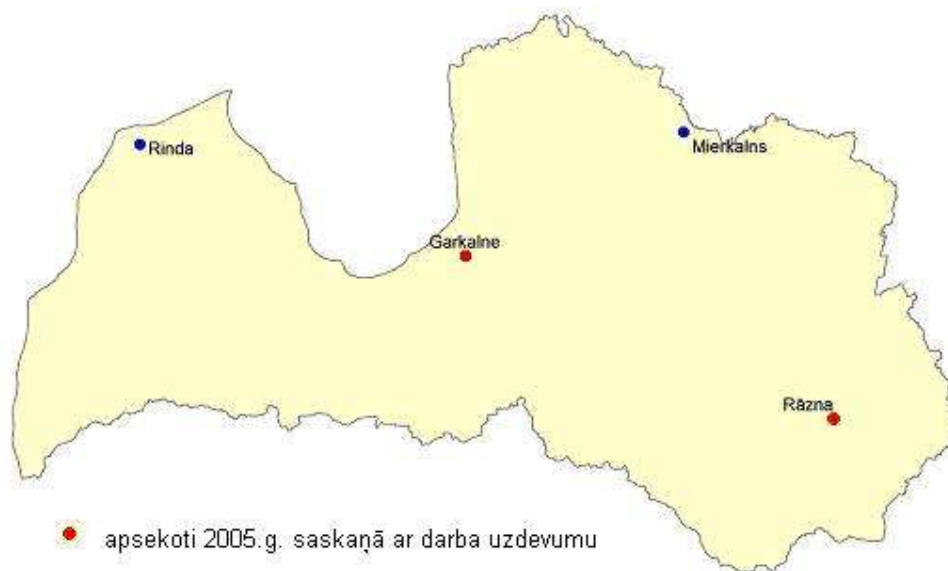 Rinda
Mierkalns
Garkalne
Rāzna
apsekoti 2005.g. saskaņā ar darba uzdevumu